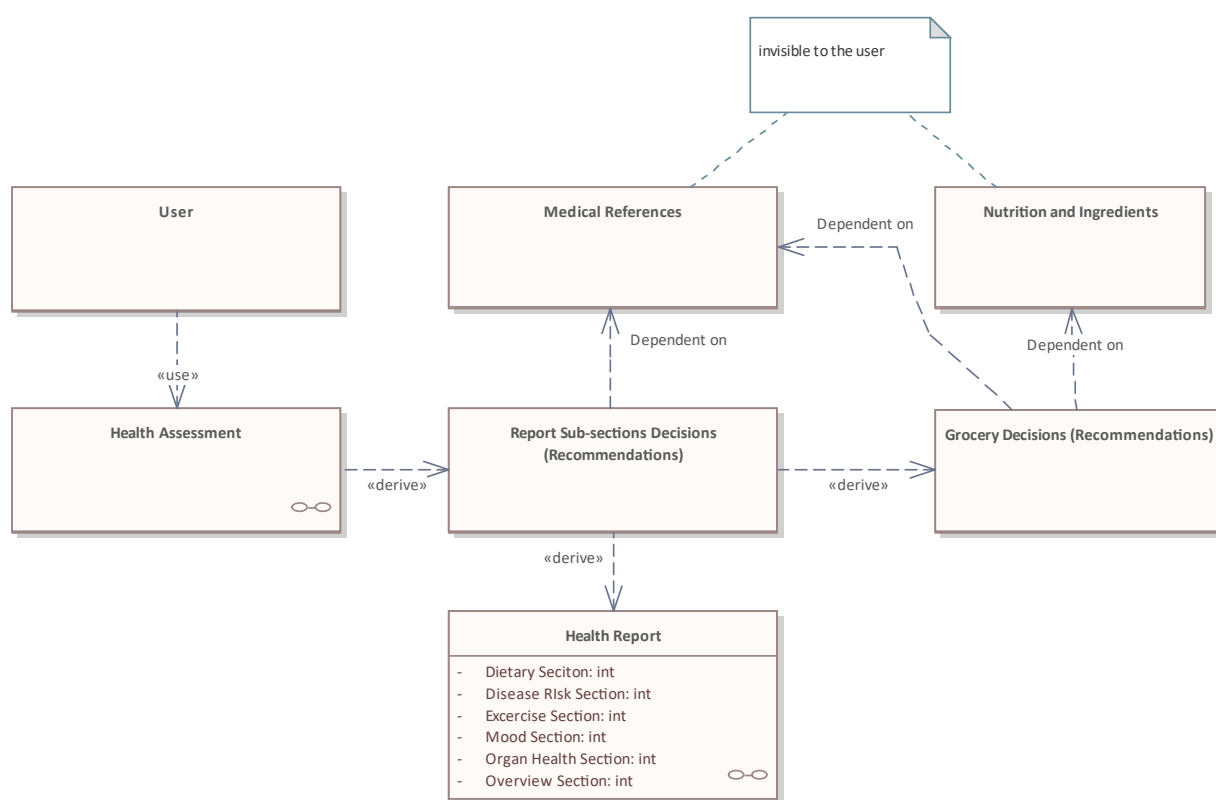 invisible to the user
User
Medical References
Nutrition and Ingredients
Dependent on
Dependent on
Dependent on
«use»
Health Assessment
Report Sub-sections Decisions
(Recommendations)
Grocery Decisions (Recommendations)
«derive»
«derive»
«derive»
Health Report
- Dietary Seciton: int
- Disease RIsk Section: int
- Excercise Section: int
- Mood Section: int
- Organ Health Section: int
- Overview Section: int